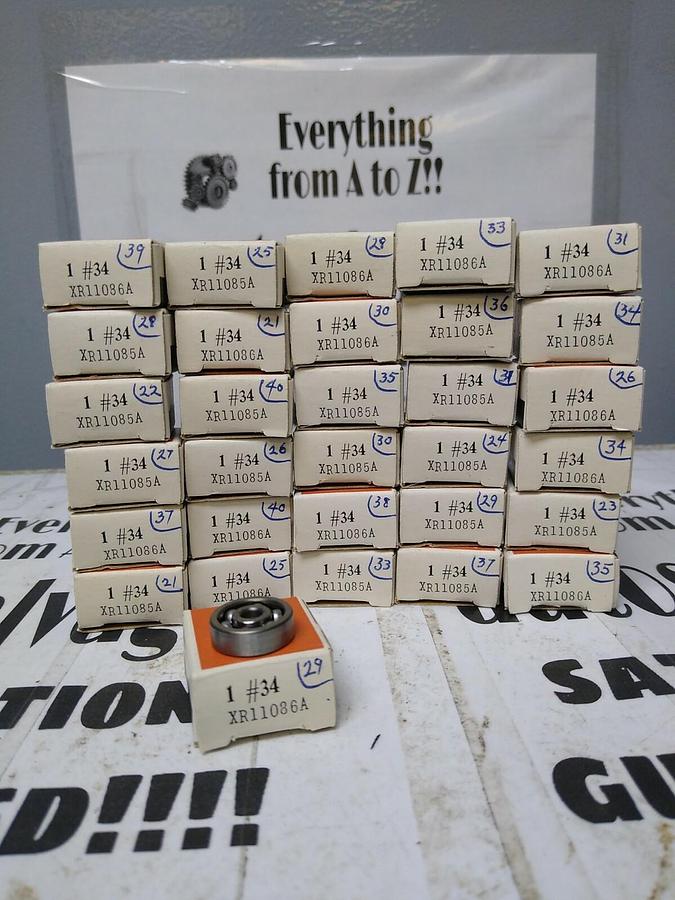 Everything
from A to Z!!
1 #34 39
XR11086A
1 #34 25
XR11085A
1 #34 28
XR11086A
1 #34 33
XR11086A
1 #34 31
XR11086A
1 #34 28
XR11085A
1 #34 21
XR11086A
1 #34 30
XR11086A
1 #34 36
XR11085A
1 #34 34
XR11085A
1 #34 22
XR11085A
1 #34 40
XR11085A
1 #34 35
XR11085A
1 #34
XR11085A
1 #34 26
XR11086A
1 #34 27
XR11085A
1 #34 26
XR11085A
1 #34 30
XR11085A
1 #34 24
XR11085A
1 #34 34
XR11086A
1 #34 37
XR11086A
1 #34 40
XR11086A
1 #34 38
XR11086A
1 #34 29
XR11085A
1 #34 23
XR11085A
1 #34 21
XR11085A
1 #34 25
XR11086A
1 #34 33
XR11085A
1 #34 37
XR11085A
1 #34 35
XR11086A
1 #34 29
XR11086A